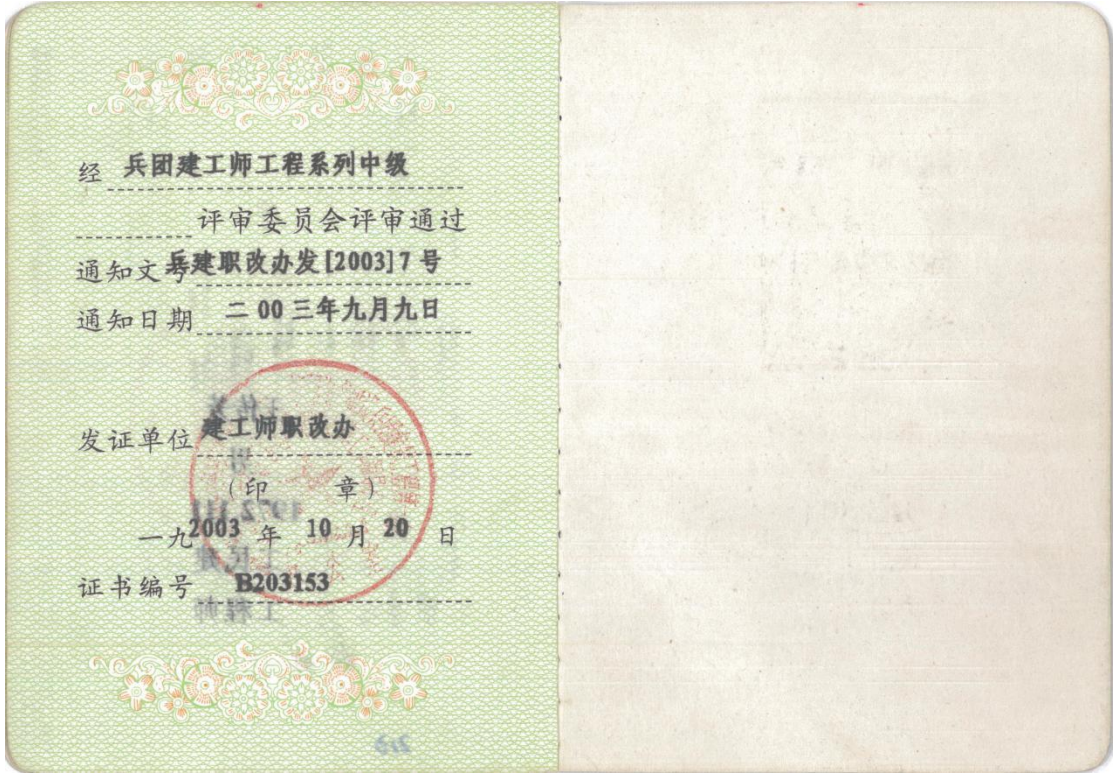 经 兵团建工师工程系列中级
评审委员会评审通过
通知文号 兵建职改办发[2003]7 号
通知日期 二 00 三年九月九日
发证单位 建工师职改办
(印 章)
一九2003 年 10 月 20 日
证书编号 B203153